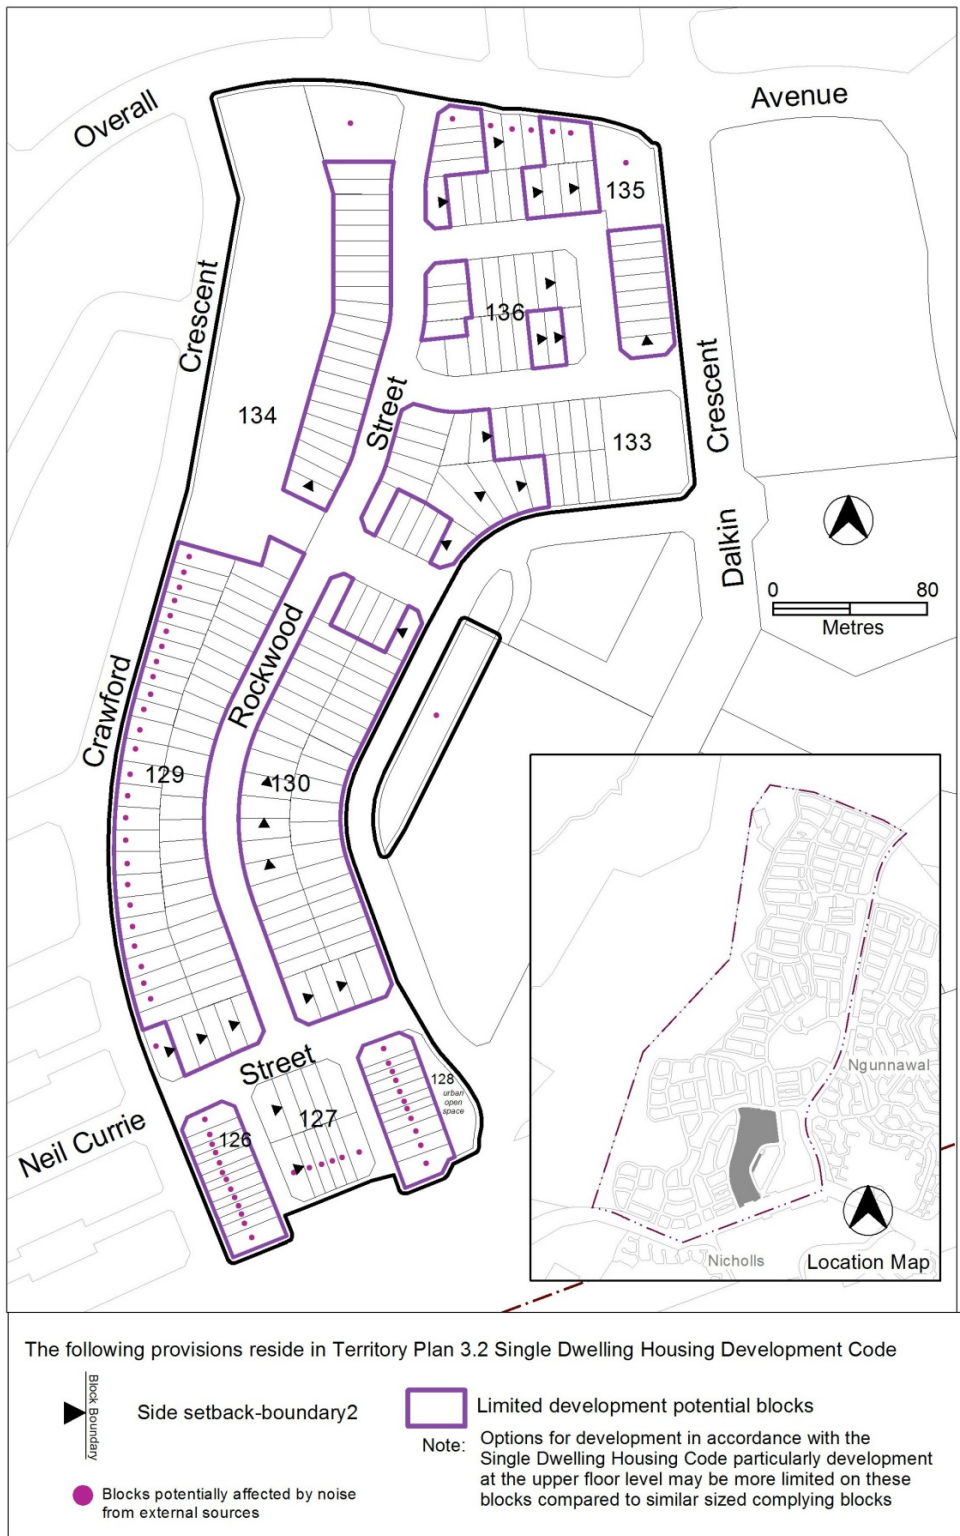 Overall
Avenue
135
Crescent
136
Crescent
134
Street
133
Dalkin
0 80
Metres
Rockwood
Crawford
129
130
Ngunnawal
Street
128
urban
open
space
127
126
Neil Currie
Nicholls
Location Map
The following provisions reside in Territory Plan 3.2 Single Dwelling Housing Development Code
Block Boundary
Side setback-boundary2
Limited development potential blocks
Note: Options for development in accordance with the
Single Dwelling Housing Code particularly development
at the upper floor level may be more limited on these
blocks compared to similar sized complying blocks
Blocks potentially affected by noise
from external sources